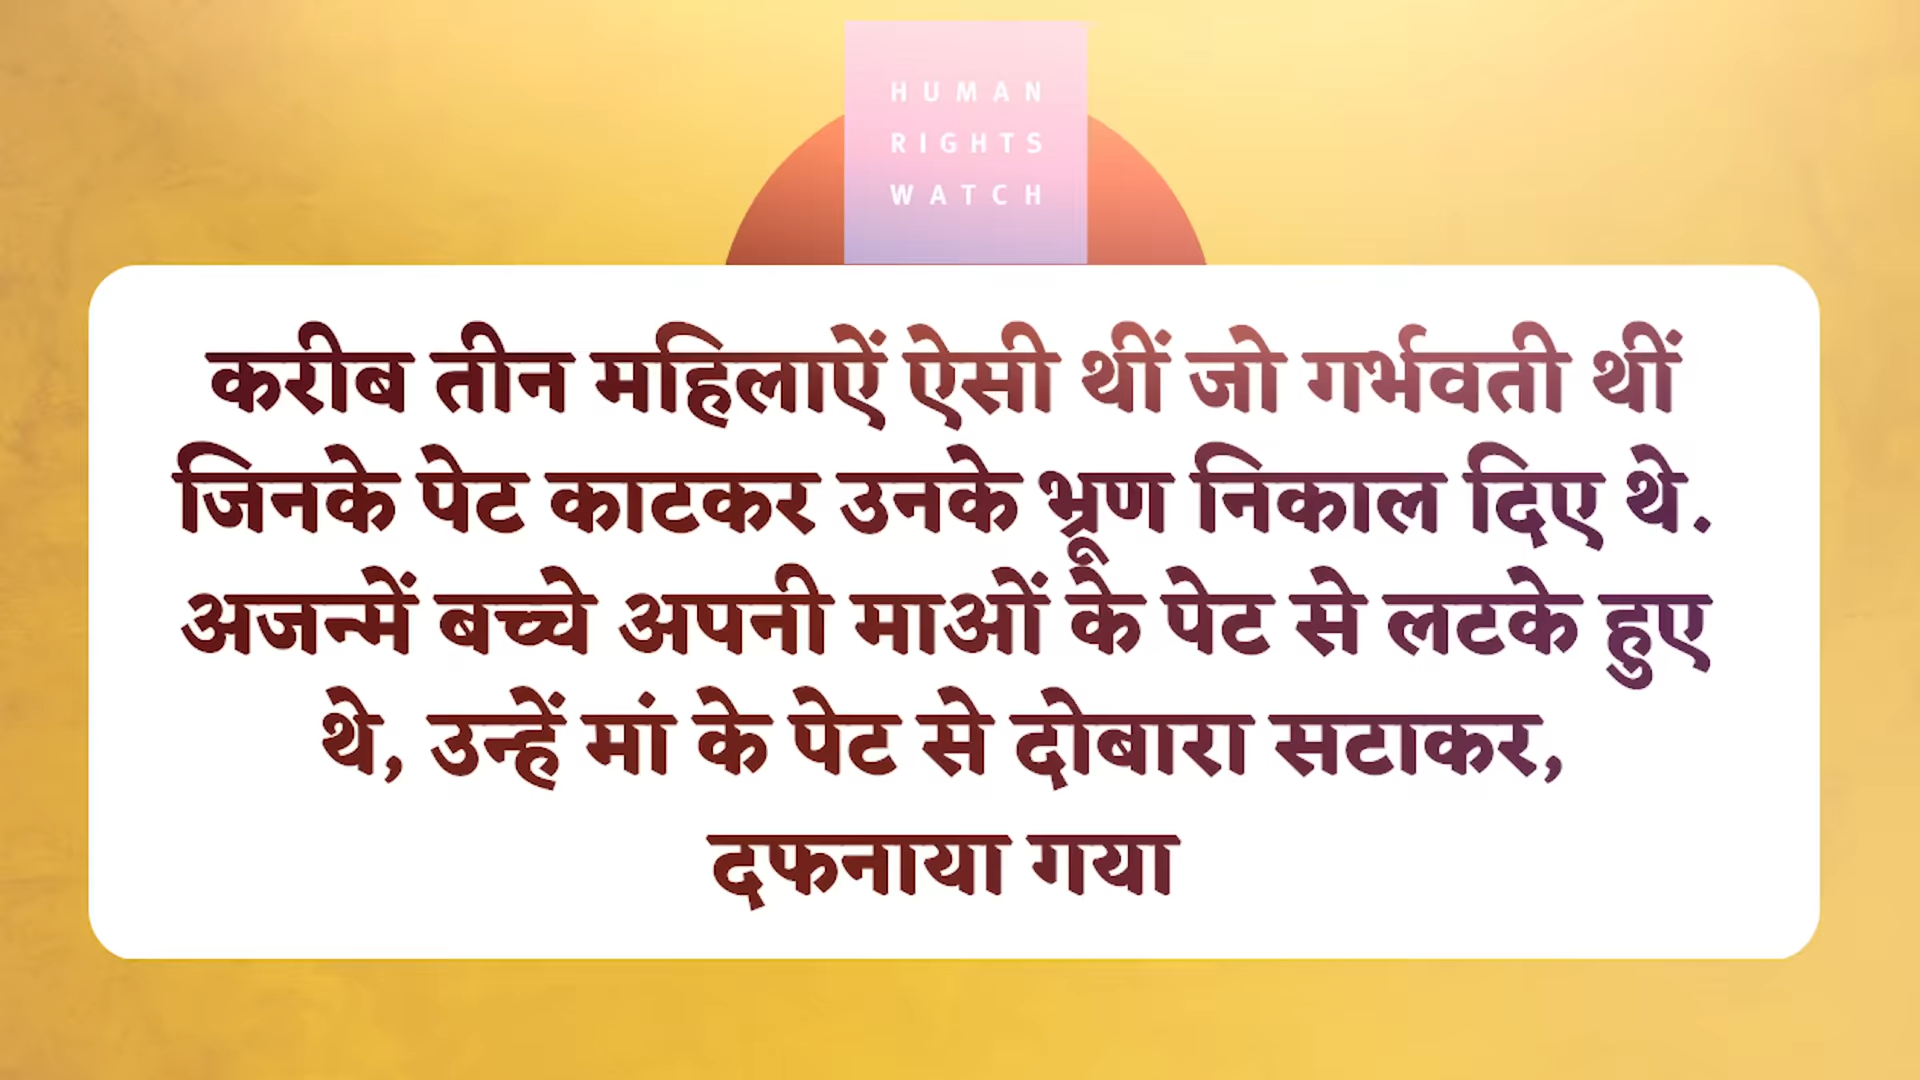 HUMAN
RIGHTS
WATCH
करीब तीन महिलाऐं ऐसी थीं जो गर्भवती थीं
जिनके पेट काटकर उनके भ्रूण निकाल दिए थे.
अजन्में बच्चे अपनी माओं के पेट से लटके हुए
थे, उन्हें मां के पेट से दोबारा सटाकर,
दफनाया गया